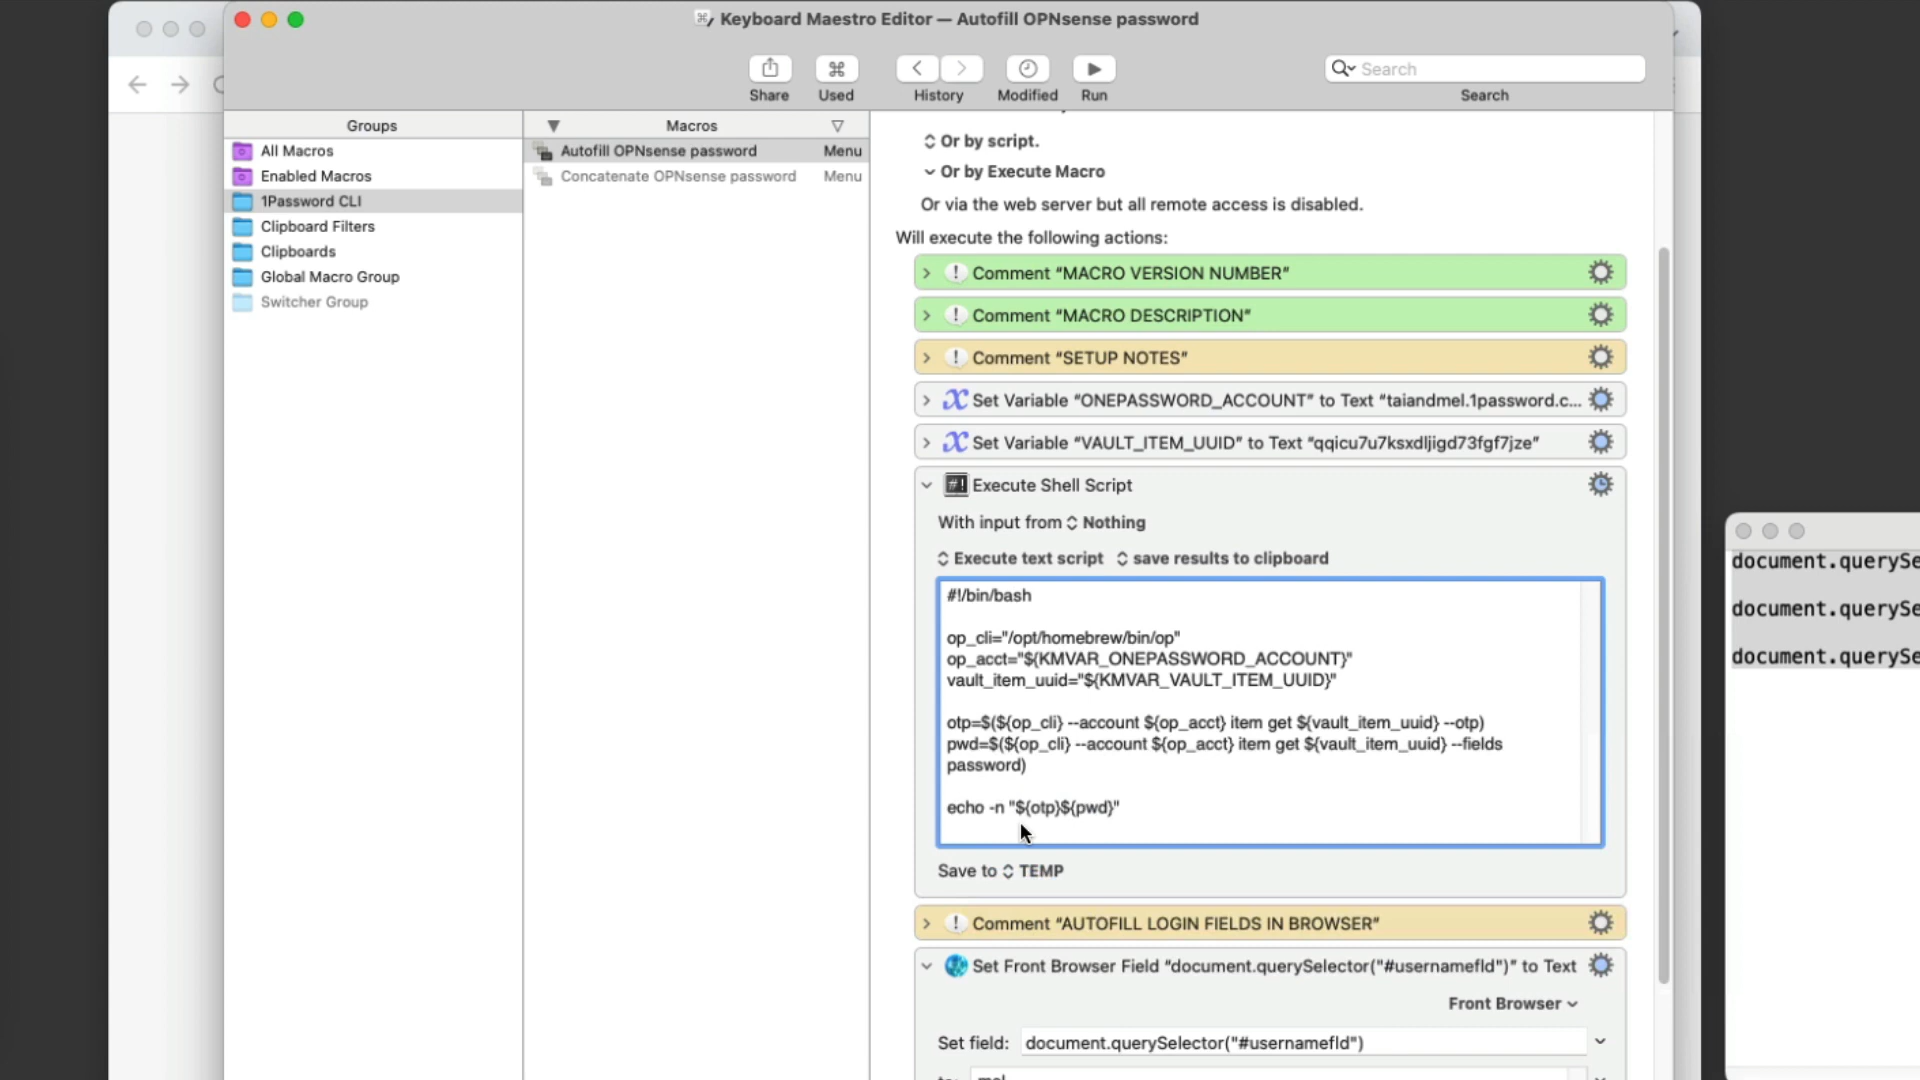 Keyboard Maestro Editor — Autofill OPNsense password
Share
Used
History
Modified
Run
Search
Search
Groups
All Macros
Enabled Macros
1Password CLI
Clipboard Filters
Clipboards
Global Macro Group
Switcher Group
Macros
Autofill OPNsense password Menu
Concatenate OPNsense password Menu
Or by script.
Or by Execute Macro
Or via the web server but all remote access is disabled.
Will execute the following actions:
Comment “MACRO VERSION NUMBER”
Comment “MACRO DESCRIPTION”
Comment “SETUP NOTES”
Set Variable “ONEPASSWORD_ACCOUNT” to Text “taiandmel.1password.c...
Set Variable “VAULT_ITEM_UUID” to Text “qqicu7u7ksxdljigd73fgf7jze”
Execute Shell Script
With input from Nothing
Execute text script save results to clipboard
#!/bin/bash
op_cli="/opt/homebrew/bin/op"
op_acct="${KMVAR_ONEPASSWORD_ACCOUNT}"
vault_item_uuid="${KMVAR_VAULT_ITEM_UUID}"
otp=$(${op_cli} --account ${op_acct} item get ${vault_item_uuid} --otp)
pwd=$(${op_cli} --account ${op_acct} item get ${vault_item_uuid} --fields
password)
echo -n "${otp}${pwd}"
Save to TEMP
Comment “AUTOFILL LOGIN FIELDS IN BROWSER”
Set Front Browser Field “document.querySelector("#usernamefld")” to Text
Front Browser
Set field: document.querySelector("#usernamefld")
document.querySe
document.querySe
document.querySe